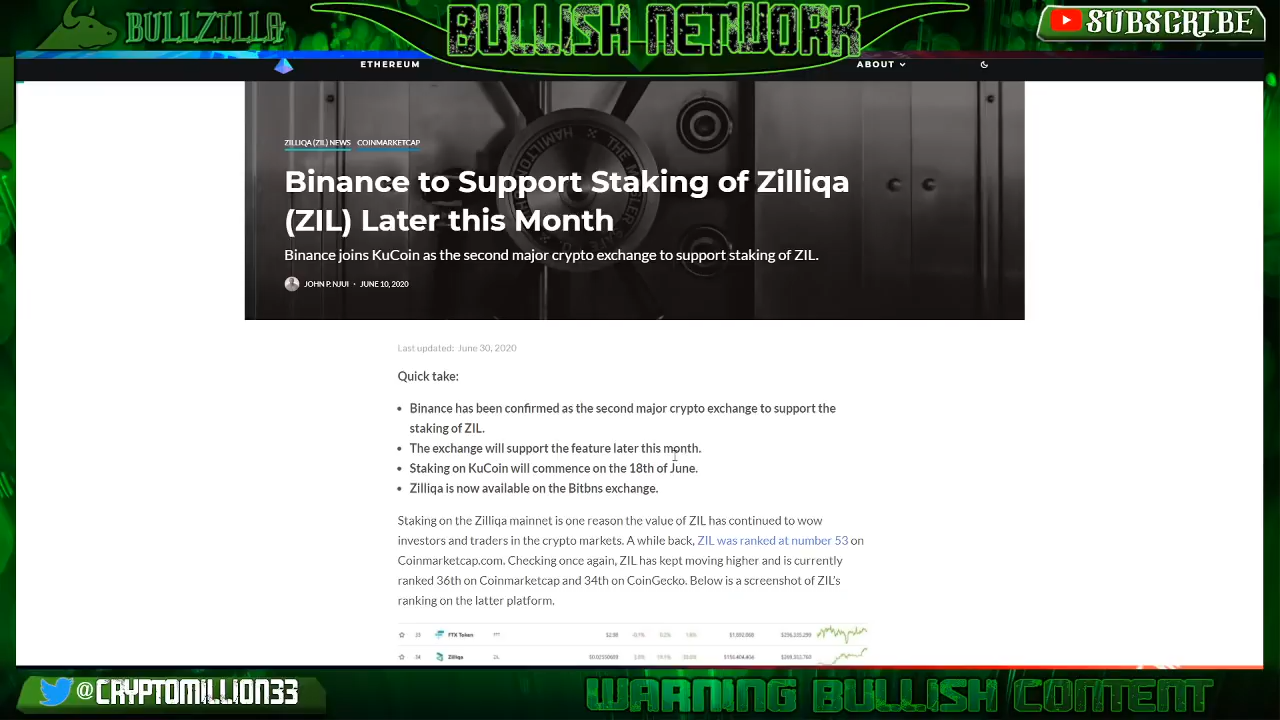 BULLZILLA
BULLISH NETWORK
SUBSCRIBE
ETHEREUM
ABOUT
ZILLIQA (ZIL) NEWS COINMARKETCAP
Binance to Support Staking of Zilliqa
(ZIL) Later this Month
Binance joins KuCoin as the second major crypto exchange to support staking of ZIL.
JOHN P. NJUI · JUNE 10, 2020
Last updated: June 30, 2020
Quick take:
• Binance has been confirmed as the second major crypto exchange to support the
staking of ZIL.
• The exchange will support the feature later this month.
• Staking on KuCoin will commence on the 18th of June.
• Zilliqa is now available on the Bitbns exchange.
Staking on the Zilliqa mainnet is one reason the value of ZIL has continued to wow
investors and traders in the crypto markets. A while back, ZIL was ranked at number 53 on
Coinmarketcap.com. Checking once again, ZIL has kept moving higher and is currently
ranked 36th on Coinmarketcap and 34th on CoinGecko. Below is a screenshot of ZIL's
ranking on the latter platform.
FTX Token
Zilliqa
@CRYPTOMILLION33
WARNING BULLISH CONTENT